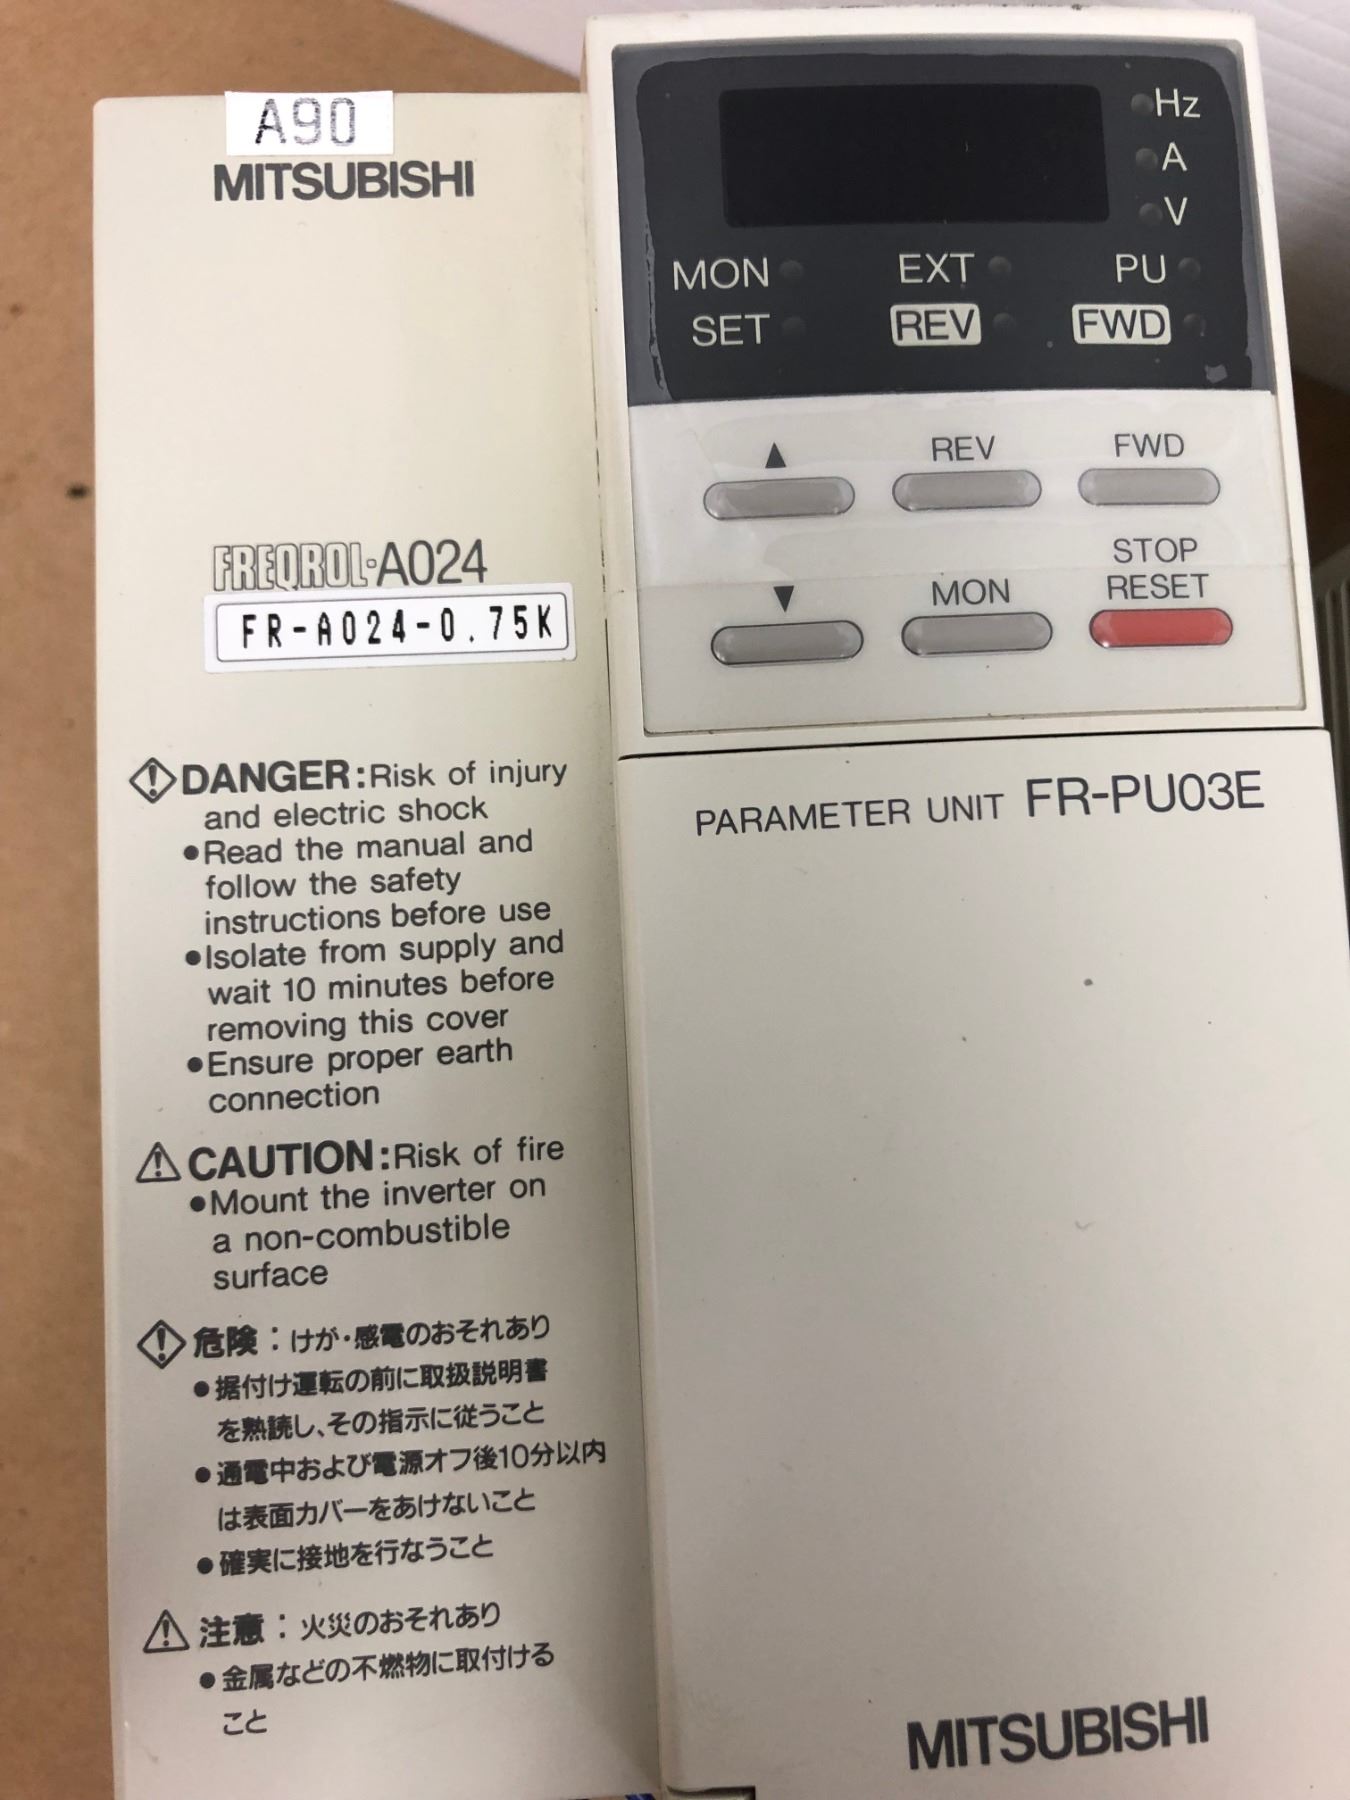 A90
MITSUBISHI
FREQROL-A024
FR-A024-0.75K
DANGER:Risk of injury
and electric shock
●Read the manual and
follow the safety
instructions before use
●Isolate from supply and
wait 10 minutes before
removing this cover
●Ensure proper earth
connection
CAUTION:Risk of fire
●Mount the inverter on
a non-combustible
surface
危険：けが・感電のおそれあり
●据付け運転の前に取扱説明書
を熟読し、その指示に従うこと
●通電中および電源オフ後10分以内
は表面カバーをあけないこと
●確実に接地を行なうこと
注意：火災のおそれあり
●金属などの不燃物に取付ける
こと
Hz
A
V
MON EXT PU
SET REV FWD
▲ REV FWD
▼ MON STOP
RESET
PARAMETER UNIT FR-PU03E
MITSUBISHI